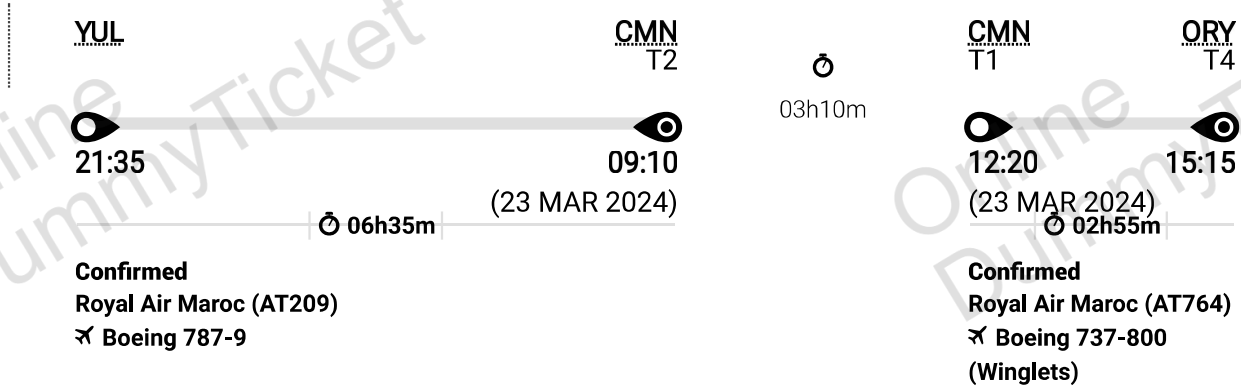 YUL
CMN
T2
21:35
09:10
(23 MAR 2024)
06h35m
Confirmed
Royal Air Maroc (AT209)
Boeing 787-9
03h10m
CMN
T1
ORY
T4
12:20
15:15
(23 MAR 2024)
02h55m
Confirmed
Royal Air Maroc (AT764)
Boeing 737-800
(Winglets)
Online
DummyTicket
Online
DummyT